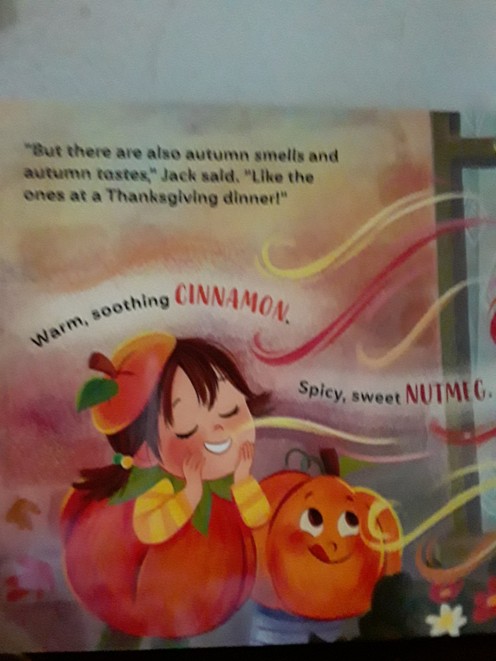 "But there are also autumn smells and
autumn tastes," Jack said. "Like the
ones at a Thanksgiving dinner!"
Warm, soothing CINNAMON.
Spicy, sweet NUTMEG.